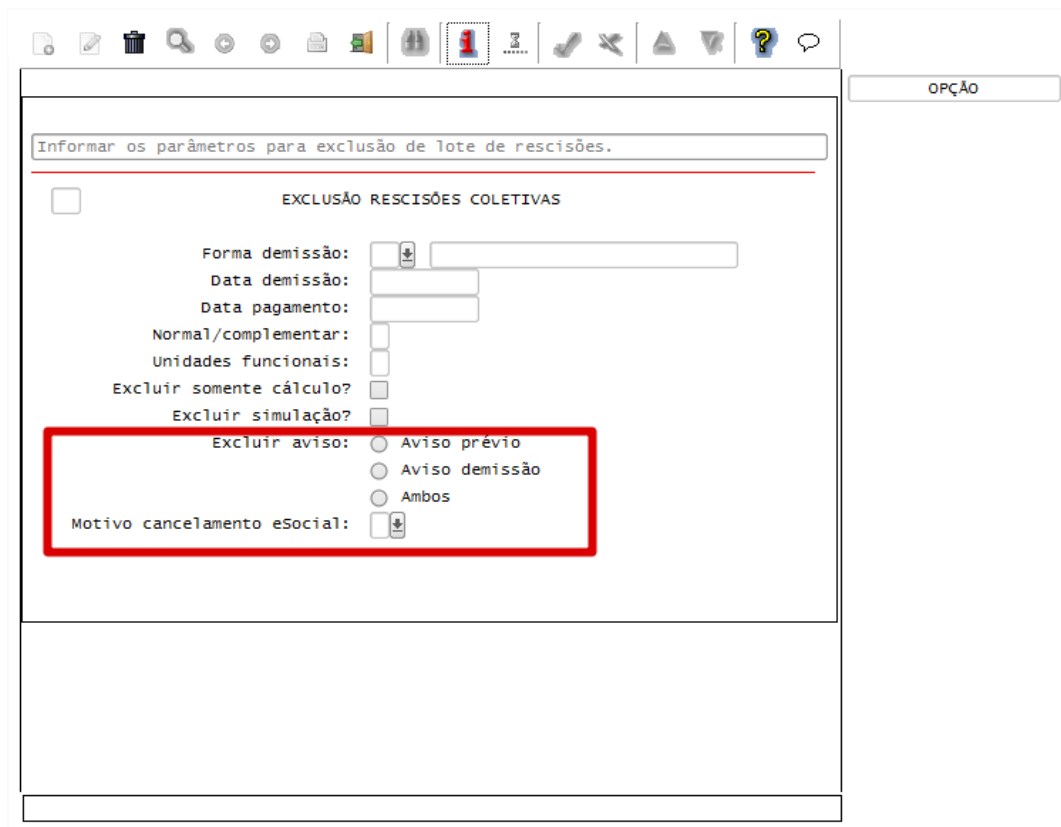 OPÇÃO
Informar os parâmetros para exclusão de lote de rescisões.
EXCLUSÃO RESCISÕES COLETIVAS
Forma demissão:
Data demissão:
Data pagamento:
Normal/complementar:
Unidades funcionais:
Excluir somente cálculo?
Excluir simulação?
Excluir aviso: Aviso prévio
Aviso demissão
Ambos
Motivo cancelamento eSocial: